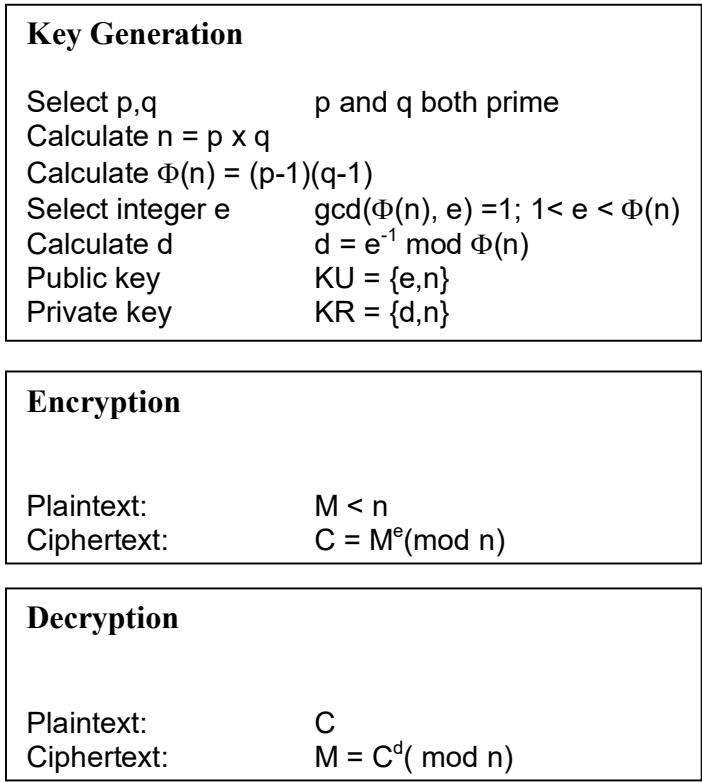 Key Generation
Select p,q p and q both prime
Calculate n = p x q
Calculate Φ(n) = (p-1)(q-1)
Select integer e gcd(Φ(n), e) =1; 1< e < Φ(n)
Calculate d d = e⁻¹ mod Φ(n)
Public key KU = {e,n}
Private key KR = {d,n}
Encryption
Plaintext: M < n
Ciphertext: C = Mᵉ(mod n)
Decryption
Plaintext: C
Ciphertext: M = Cᵈ( mod n)